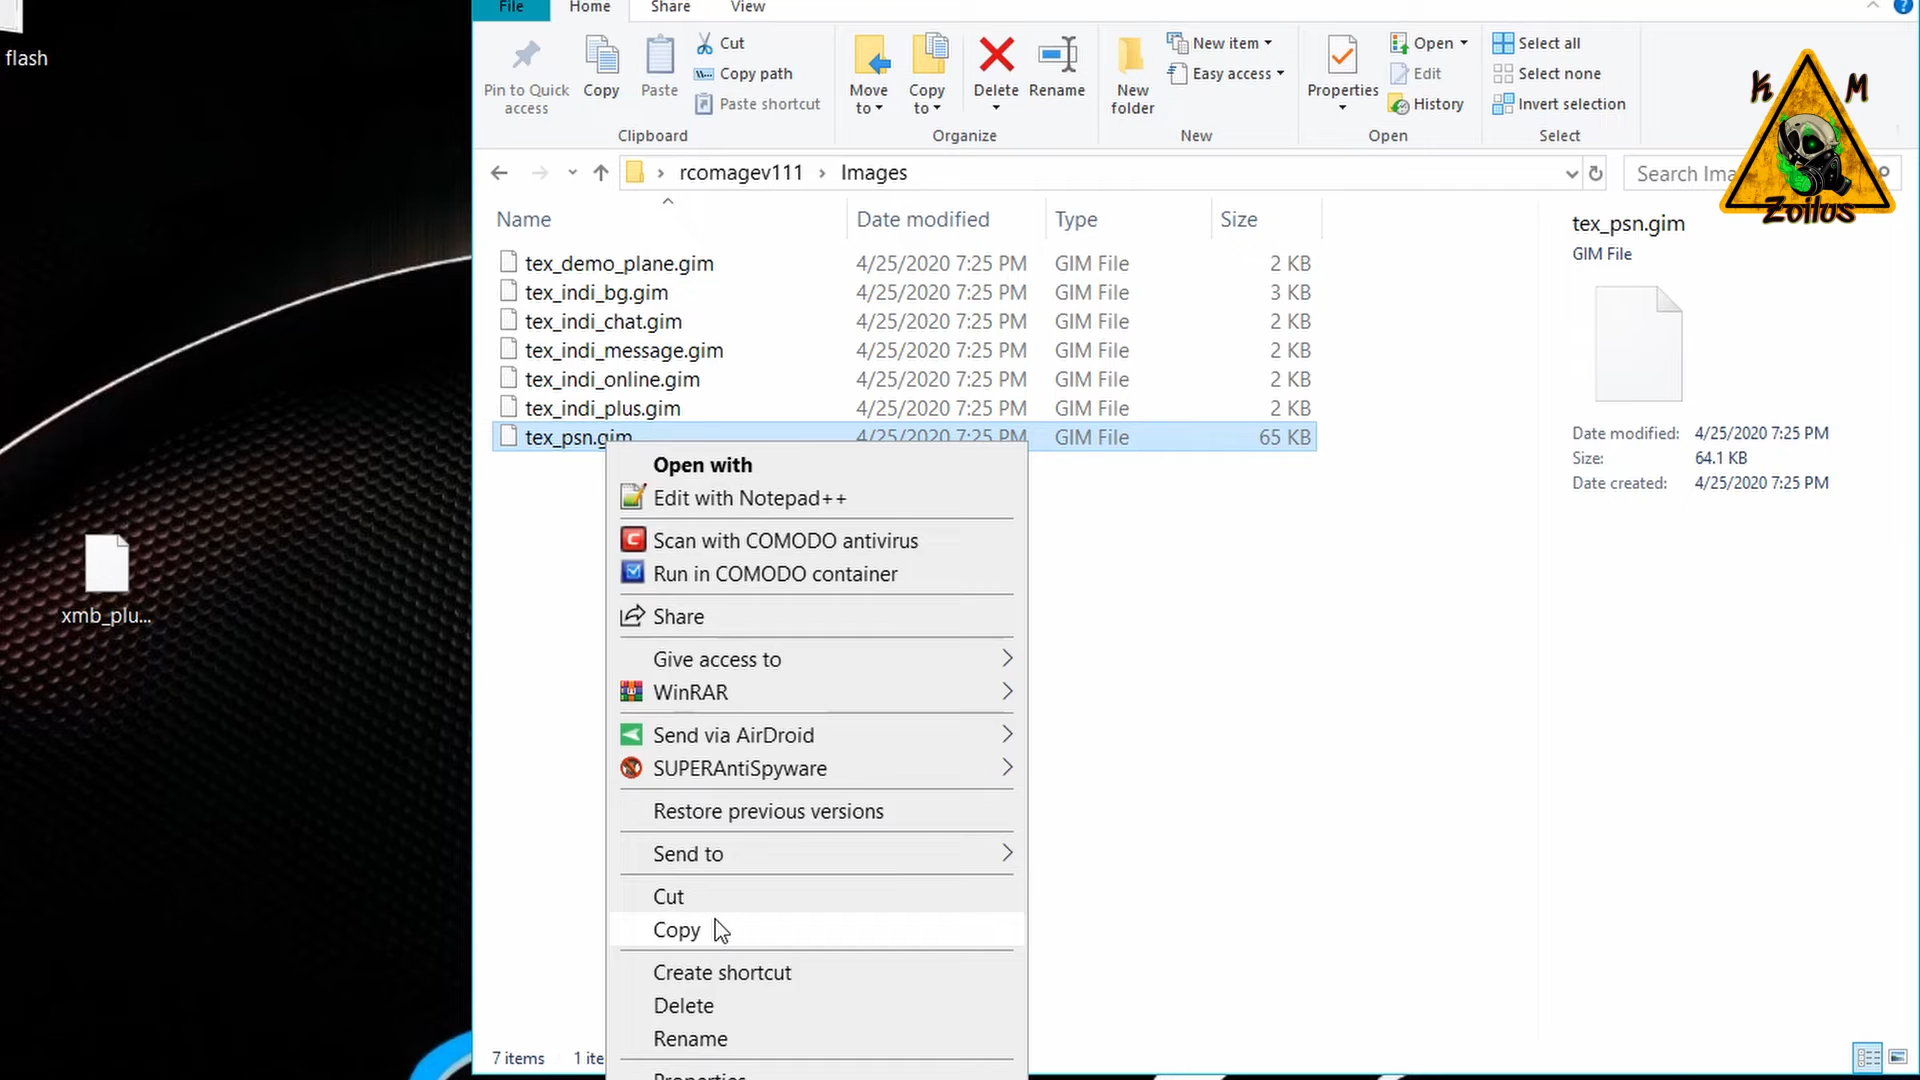 flash
File
Home
Share
View
Pin to Quick
access
Copy
Paste
Cut
Copy path
Paste shortcut
Clipboard
Move
to
Copy
to
Delete
Rename
Organize
New
folder
New item
Easy access
New
Properties
Open
Edit
History
Open
Select all
Select none
Invert selection
Select
K M
Zoilus
rcomagev111 Images
Search Ima
Name Date modified Type Size
tex_demo_plane.gim 4/25/2020 7:25 PM GIM File 2 KB
tex_indi_bg.gim 4/25/2020 7:25 PM GIM File 3 KB
tex_indi_chat.gim 4/25/2020 7:25 PM GIM File 2 KB
tex_indi_message.gim 4/25/2020 7:25 PM GIM File 2 KB
tex_indi_online.gim 4/25/2020 7:25 PM GIM File 2 KB
tex_indi_plus.gim 4/25/2020 7:25 PM GIM File 2 KB
tex_psn.gim 4/25/2020 7:25 PM GIM File 65 KB
tex_psn.gim
GIM File
Date modified: 4/25/2020 7:25 PM
Size: 64.1 KB
Date created: 4/25/2020 7:25 PM
xmb_plu...
Open with
Edit with Notepad++
Scan with COMODO antivirus
Run in COMODO container
Share
Give access to
WinRAR
Send via AirDroid
SUPERAntiSpyware
Restore previous versions
Send to
Cut
Copy
Create shortcut
Delete
Rename
Properties
7 items 1 ite